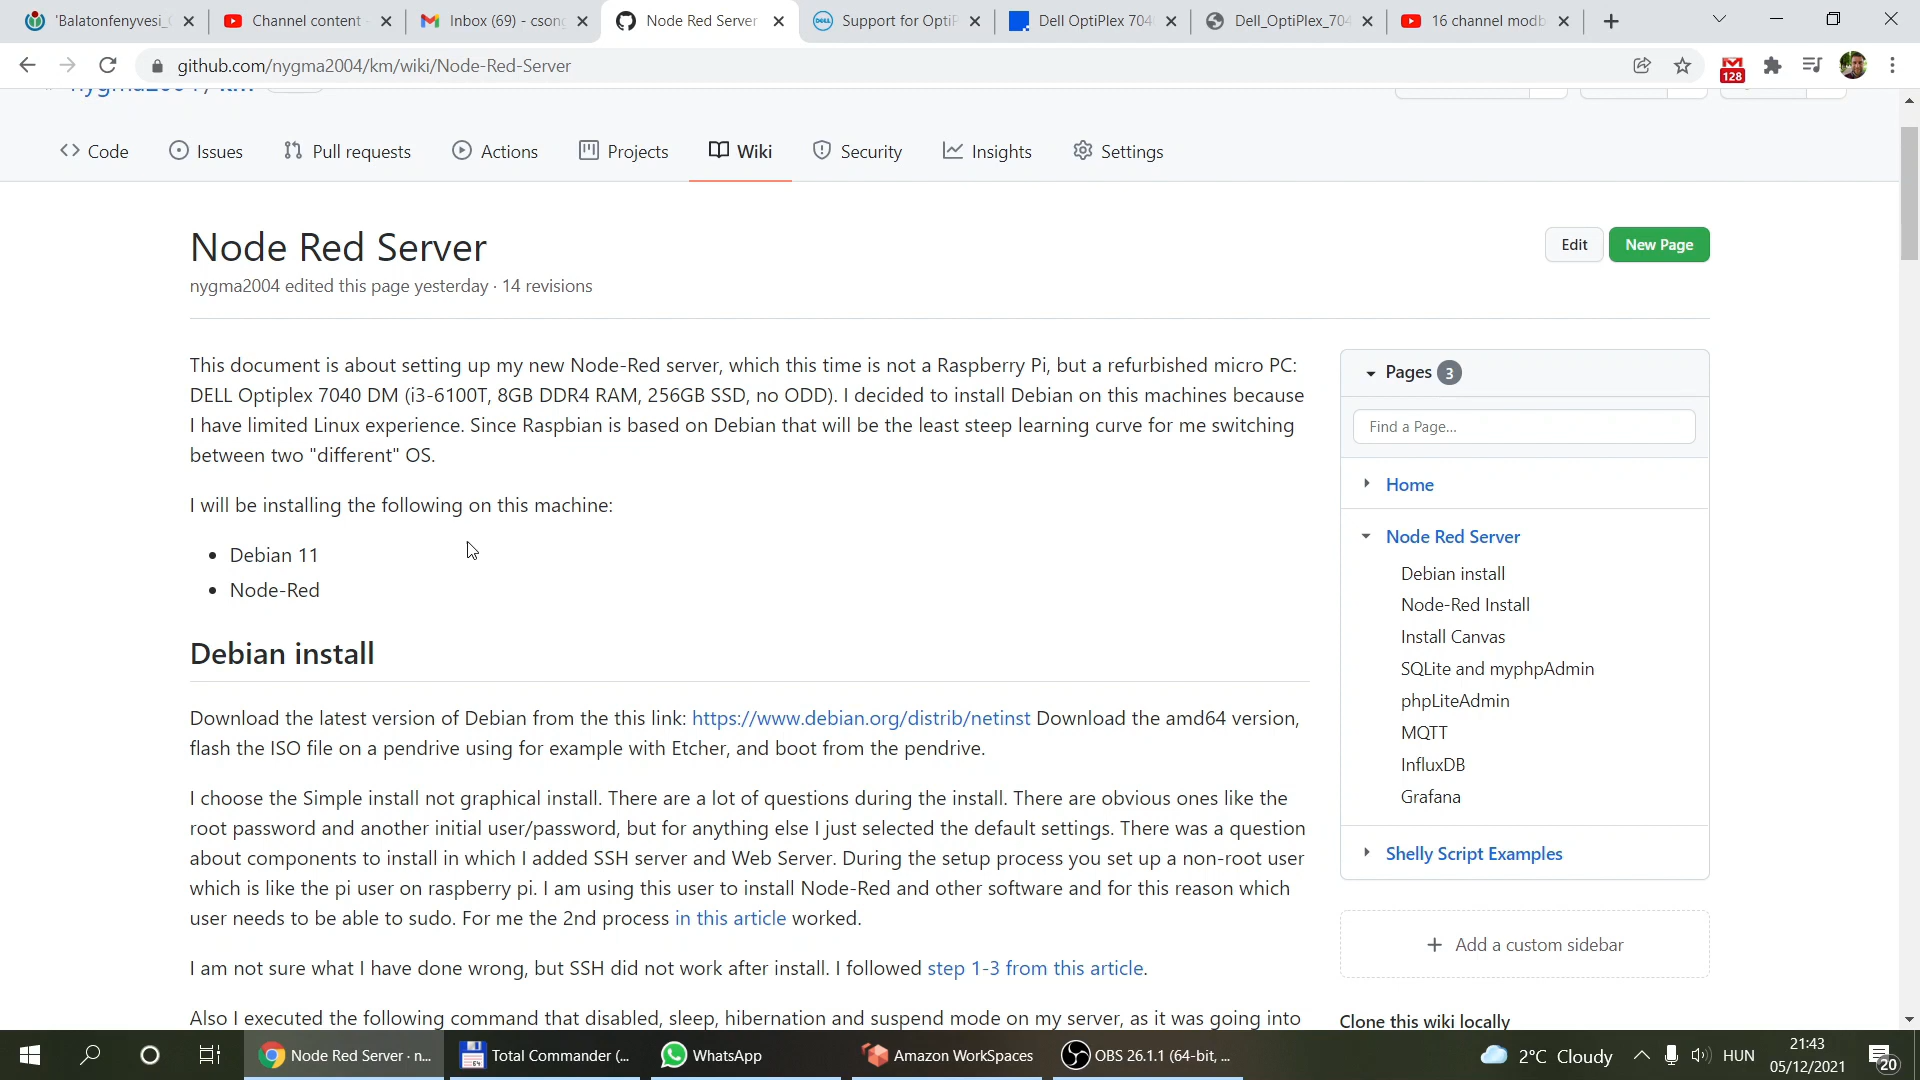 'Balatonfenyvesi_
Channel content -
Inbox (69) - csong
Node Red Server
Support for OptiP
Dell OptiPlex 704
Dell_OptiPlex_704
16 channel modb
github.com/nygma2004/km/wiki/Node-Red-Server
128
Code
Issues
Pull requests
Actions
Projects
Wiki
Security
Insights
Settings
Node Red Server
Edit
New Page
nygma2004 edited this page yesterday · 14 revisions
This document is about setting up my new Node-Red server, which this time is not a Raspberry Pi, but a refurbished micro PC:
DELL Optiplex 7040 DM (i3-6100T, 8GB DDR4 RAM, 256GB SSD, no ODD). I decided to install Debian on this machines because
I have limited Linux experience. Since Raspbian is based on Debian that will be the least steep learning curve for me switching
between two "different" OS.
I will be installing the following on this machine:
• Debian 11
• Node-Red
Debian install
Download the latest version of Debian from the this link: https://www.debian.org/distrib/netinst Download the amd64 version,
flash the ISO file on a pendrive using for example with Etcher, and boot from the pendrive.
I choose the Simple install not graphical install. There are a lot of questions during the install. There are obvious ones like the
root password and another initial user/password, but for anything else I just selected the default settings. There was a question
about components to install in which I added SSH server and Web Server. During the setup process you set up a non-root user
which is like the pi user on raspberry pi. I am using this user to install Node-Red and other software and for this reason which
user needs to be able to sudo. For me the 2nd process in this article worked.
I am not sure what I have done wrong, but SSH did not work after install. I followed step 1-3 from this article.
Also I executed the following command that disabled, sleep, hibernation and suspend mode on my server, as it was going into
Pages 3
Find a Page...
Home
Node Red Server
Debian install
Node-Red Install
Install Canvas
SQLite and myphpAdmin
phpLiteAdmin
MQTT
InfluxDB
Grafana
Shelly Script Examples
+ Add a custom sidebar
Clone this wiki locally
Node Red Server · n...
Total Commander (...
WhatsApp
Amazon WorkSpaces
OBS 26.1.1 (64-bit, ...
2°C Cloudy
HUN
21:43
05/12/2021
20